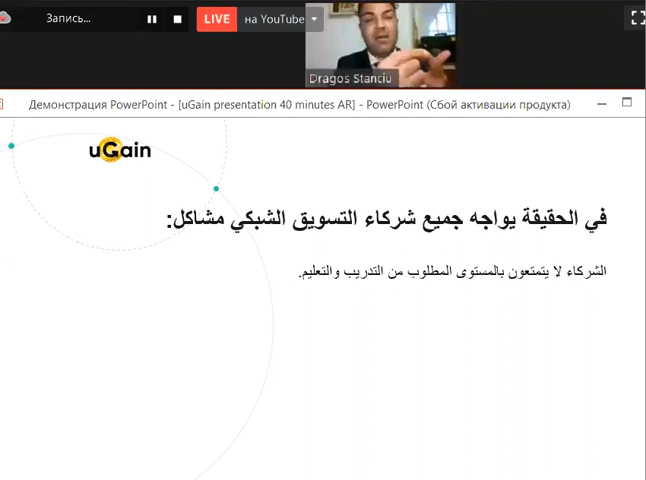 Запись...
LIVE на YouTube
Dragos Stanciu
Демонстрация PowerPoint - [uGain presentation 40 minutes AR] - PowerPoint (Сбой активации продукта)
uGain
في الحقيقة يواجه جميع شركاء التسويق الشبكي مشاكل:
الشركاء لا يتمتعون بالمستوى المطلوب من التدريب والتعليم.